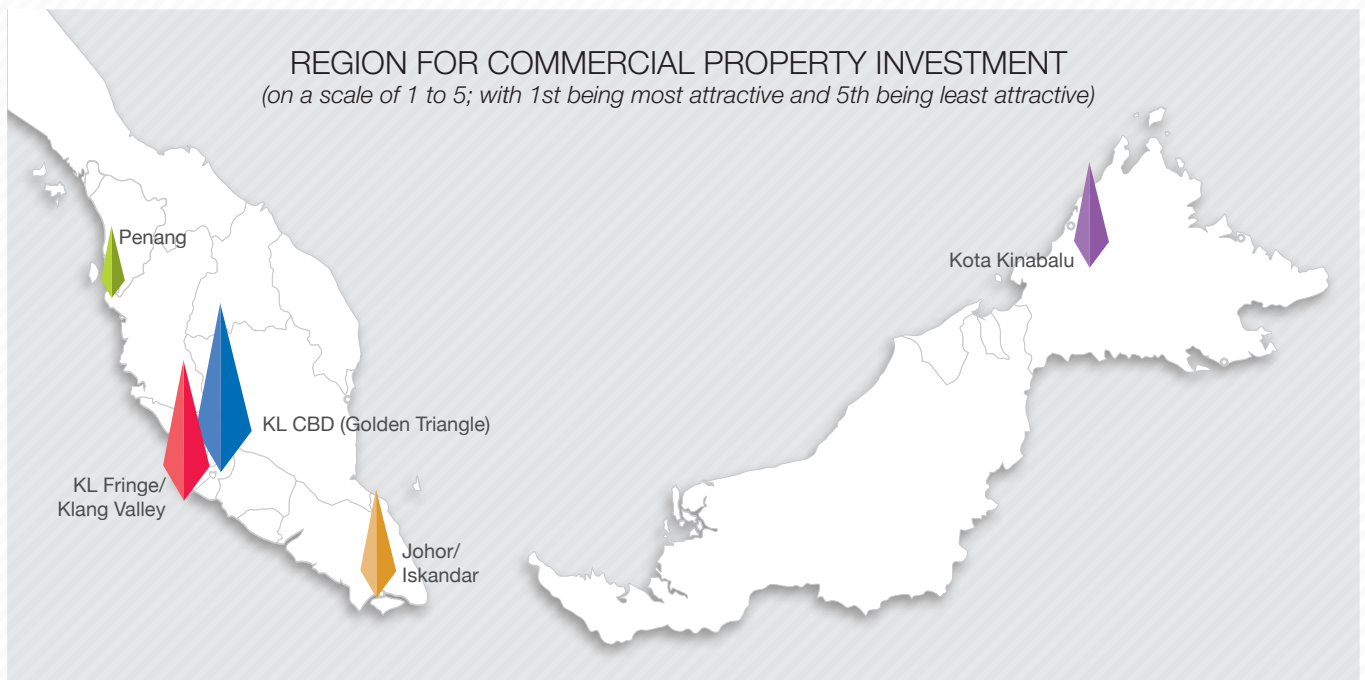 REGION FOR COMMERCIAL PROPERTY INVESTMENT
(on a scale of 1 to 5; with 1st being most attractive and 5th being least attractive)
Penang
Kota Kinabalu
KL CBD (Golden Triangle)
KL Fringe/
Klang Valley
Johor/
Iskandar